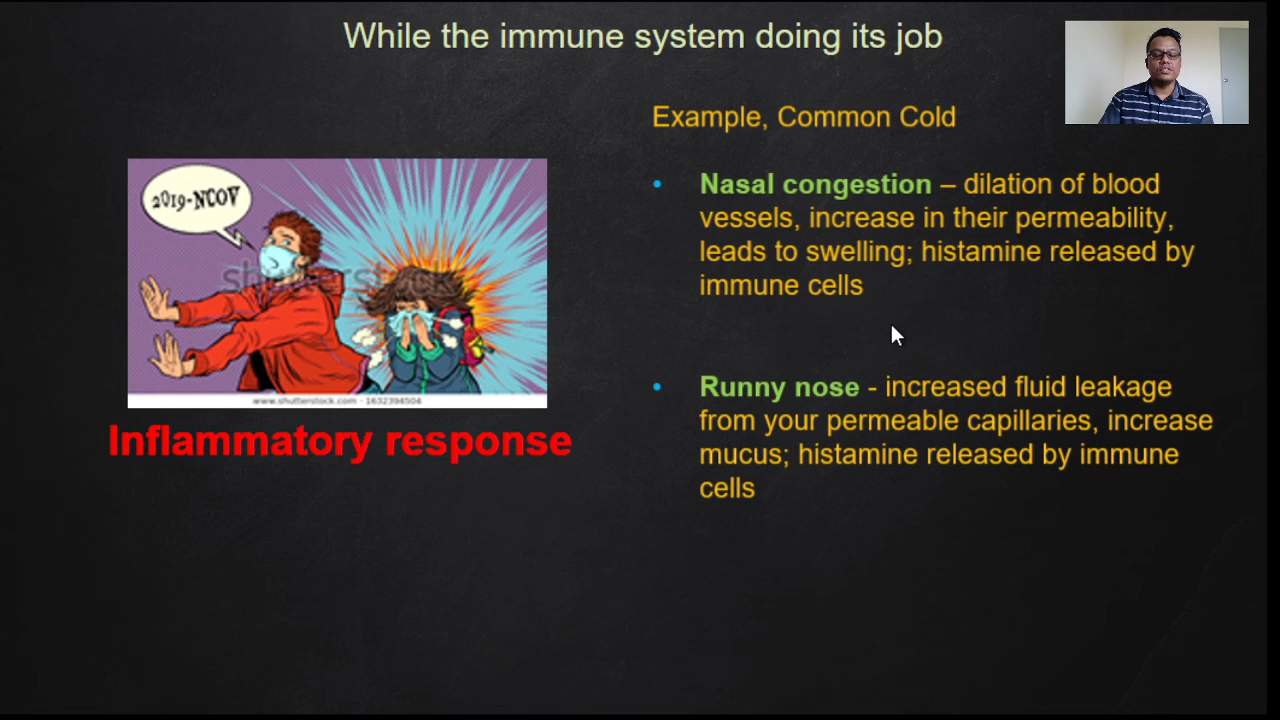 While the immune system doing its job
Example, Common Cold
2019-NCOV
shutterstock
www.shutterstock.com · 1632394504
Inflammatory response
• Nasal congestion – dilation of blood
vessels, increase in their permeability,
leads to swelling; histamine released by
immune cells
• Runny nose - increased fluid leakage
from your permeable capillaries, increase
mucus; histamine released by immune
cells